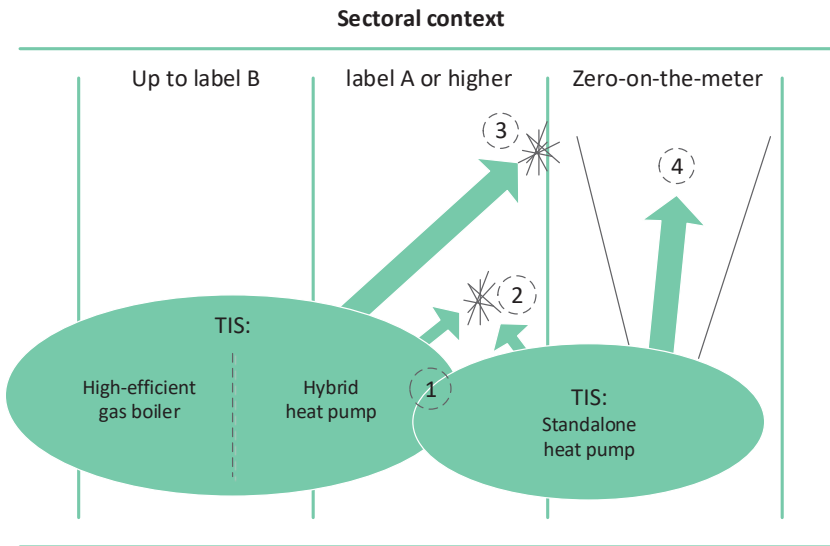 Sectoral context
Up to label B
label A or higher
Zero-on-the-meter
3
4
2
TIS:
High-efficient
gas boiler
Hybrid
heat pump
1
TIS:
Standalone
heat pump